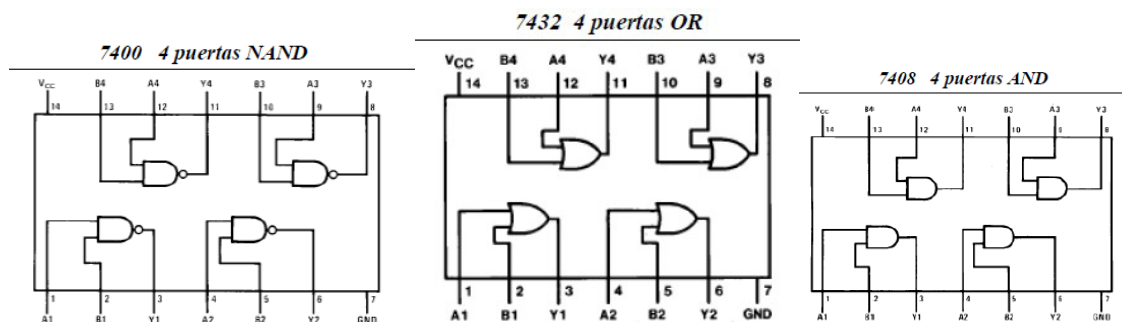 7400 4 puertas NAND
VCC B4 A4 Y4 B3 A3 Y3
14 13 12 11 10 9 8
1 2 3 4 5 6 7
A1 B1 Y1 A2 B2 Y2 GND
7432 4 puertas OR
VCC B4 A4 Y4 B3 A3 Y3
14 13 12 11 10 9 8
1 2 3 4 5 6 7
A1 B1 Y1 A2 B2 Y2 GND
7408 4 puertas AND
VCC B4 A4 Y4 B3 A3 Y3
14 13 12 11 10 9 8
1 2 3 4 5 6 7
A1 B1 Y1 A2 B2 Y2 GND